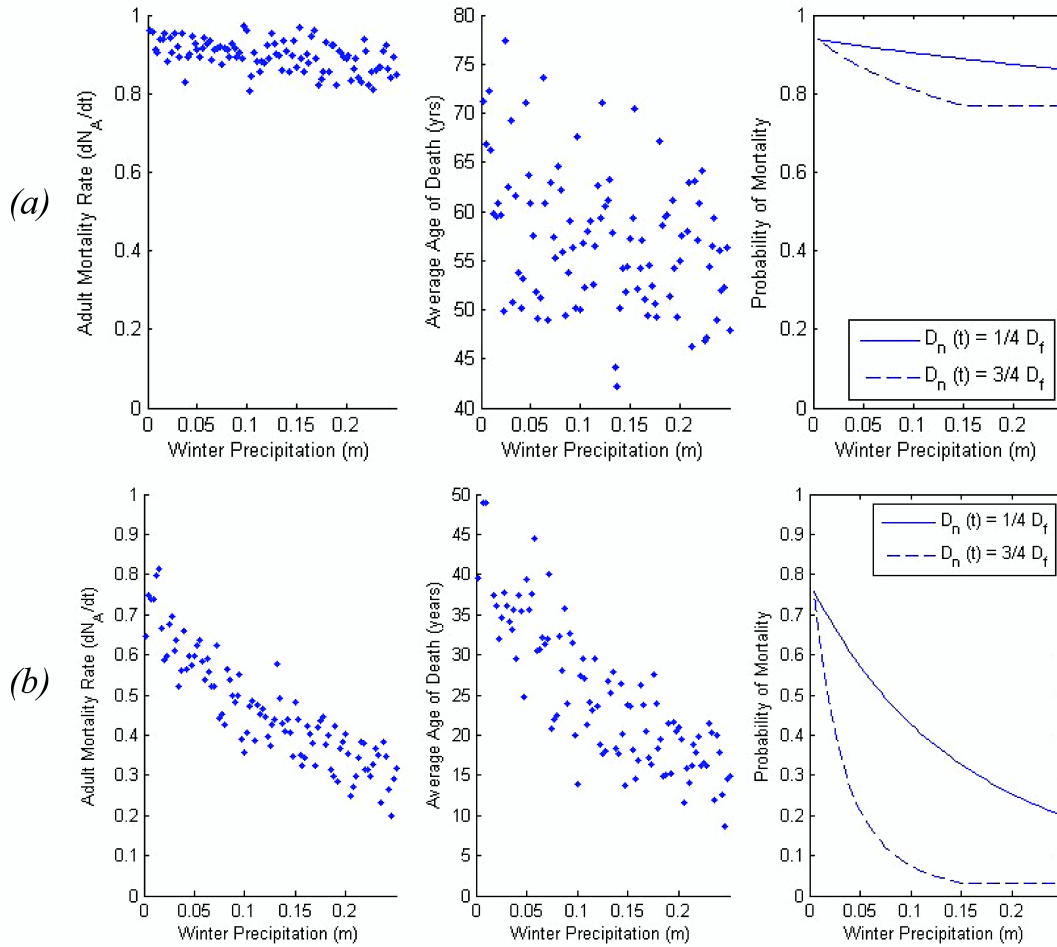 (a)
Adult Mortality Rate (dN_A/dt)
1
0.8
0.6
0.4
0.2
0
0 0.05 0.1 0.15 0.2
Winter Precipitation (m)
Average Age of Death (yrs)
80
75
70
65
60
55
50
45
40
0 0.05 0.1 0.15 0.2
Winter Precipitation (m)
Probability of Mortality
1
0.8
0.6
0.4
0.2
0
D_n (t) = 1/4 D_f
D_n (t) = 3/4 D_f
0 0.05 0.1 0.15 0.2
Winter Precipitation (m)
(b)
Adult Mortality Rate (dN_A/dt)
1
0.9
0.8
0.7
0.6
0.5
0.4
0.3
0.2
0.1
0
0 0.05 0.1 0.15 0.2
Winter Precipitation (m)
Average Age of Death (years)
50
45
40
35
30
25
20
15
10
5
0
0 0.05 0.1 0.15 0.2
Winter Precipitation (m)
Probability of Mortality
1
0.9
0.8
0.7
0.6
0.5
0.4
0.3
0.2
0.1
0
D_n (t) = 1/4 D_f
D_n (t) = 3/4 D_f
0 0.05 0.1 0.15 0.2
Winter Precipitation (m)